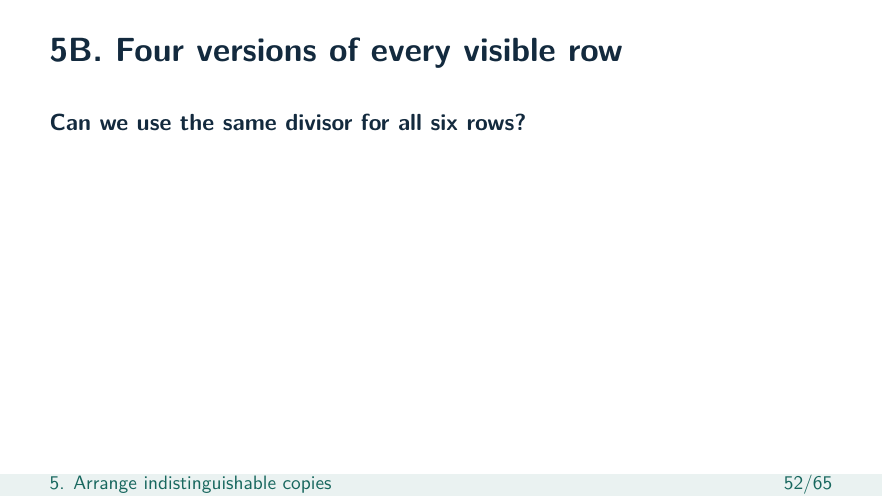 5B. Four versions of every visible row
Can we use the same divisor for all six rows?
5. Arrange indistinguishable copies
52/65